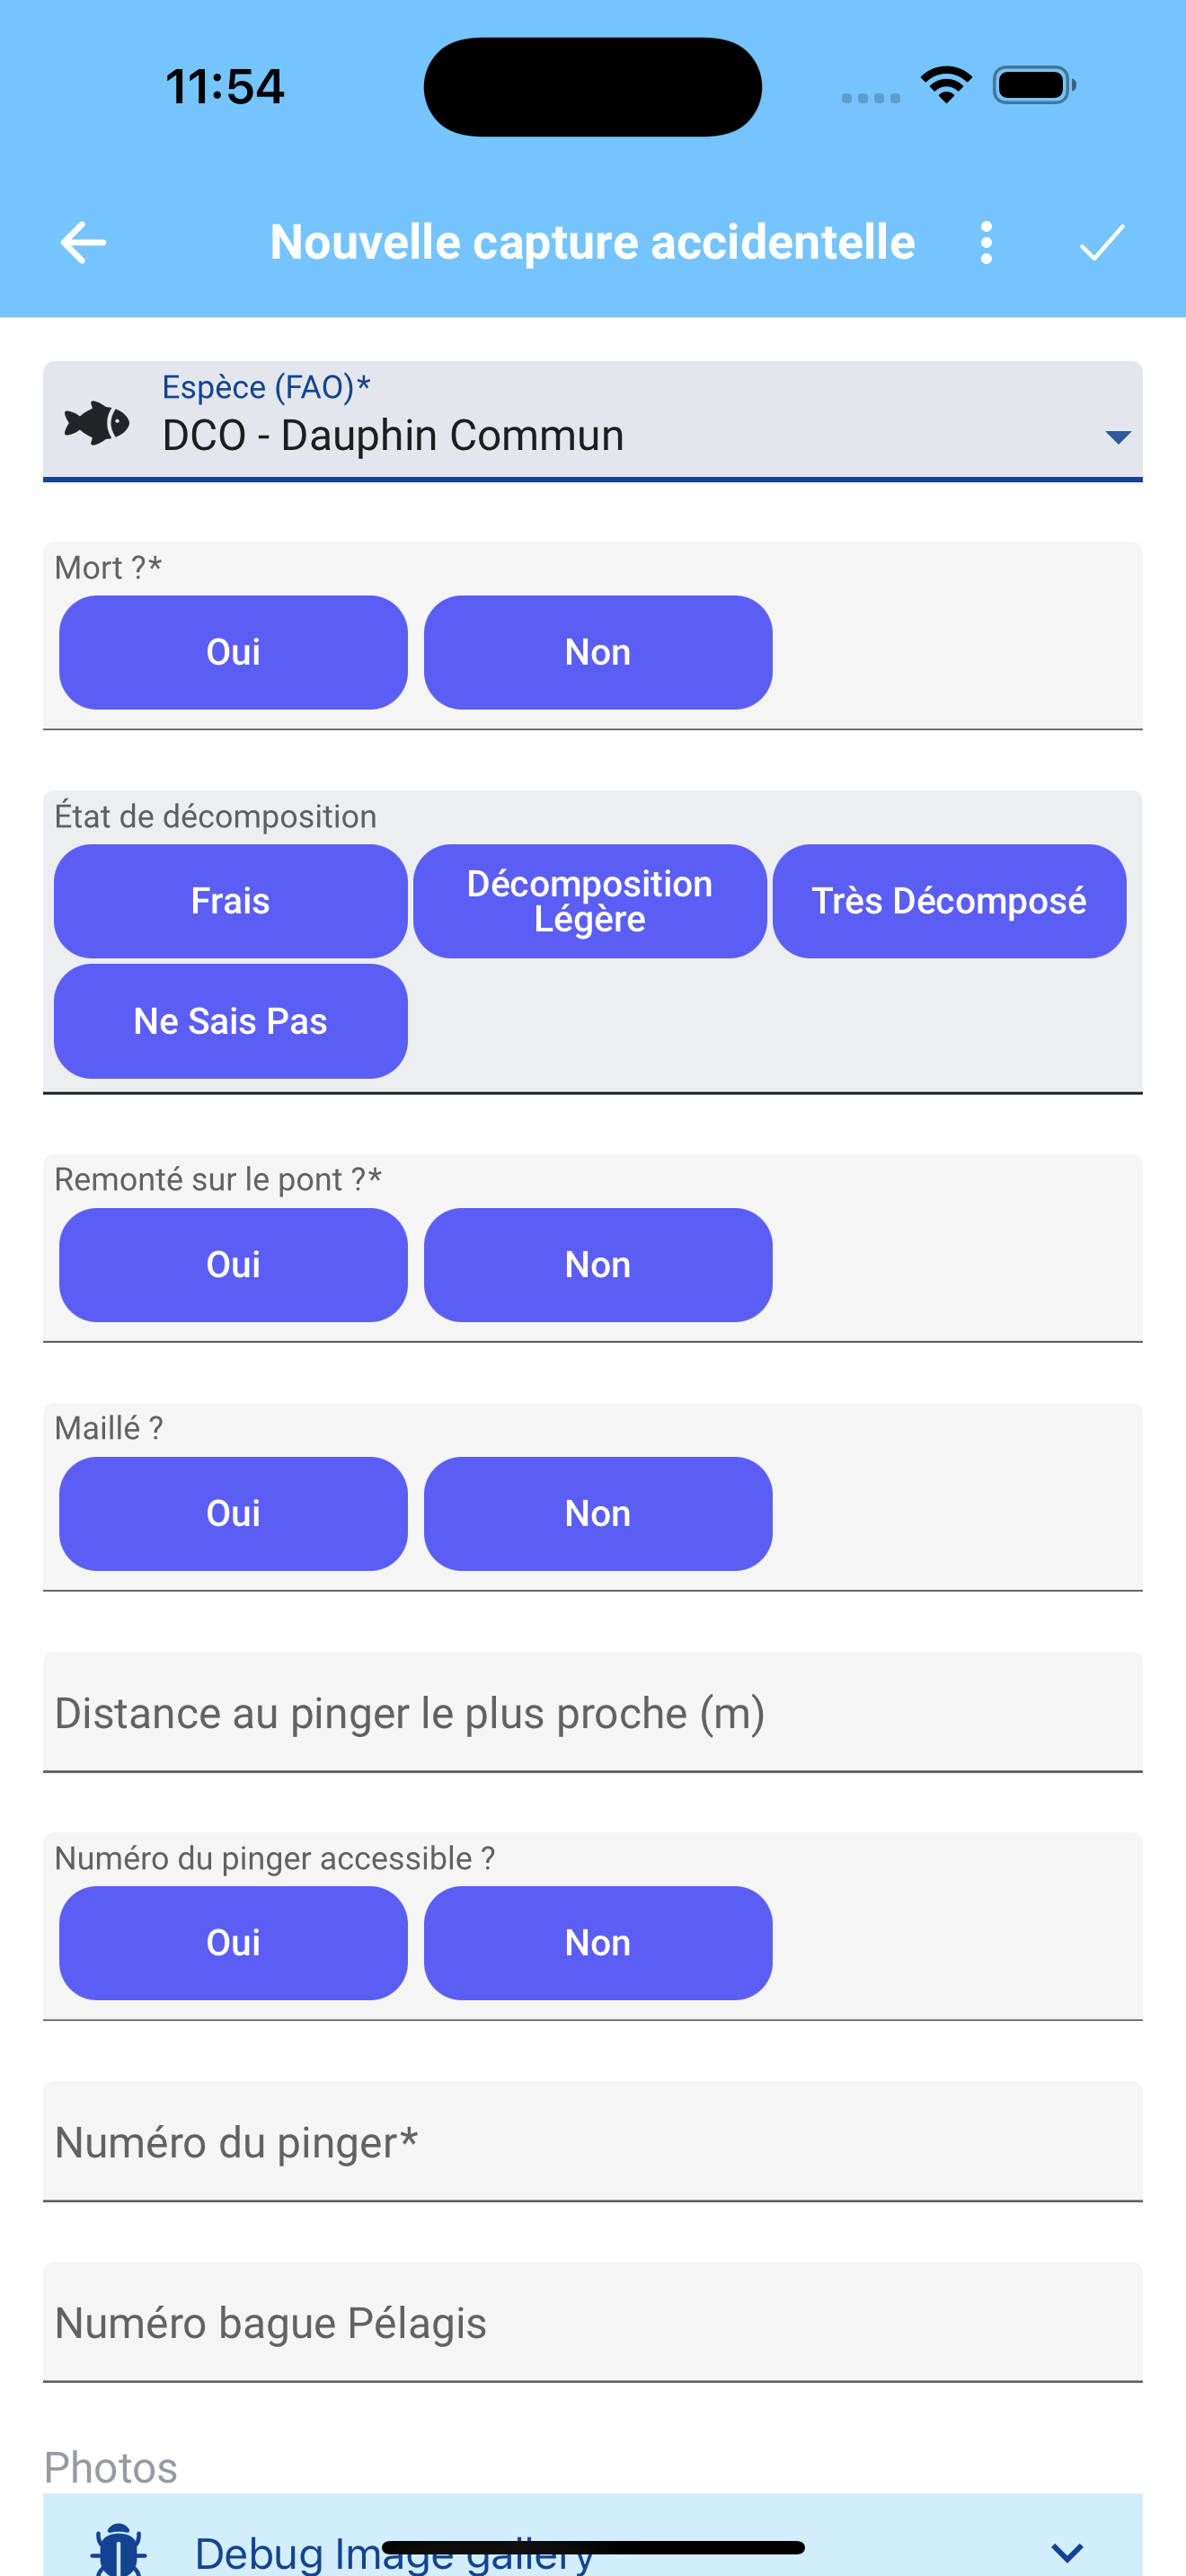 11:54
Nouvelle capture accidentelle
Espèce (FAO)*
DCO - Dauphin Commun
Mort ?*
Oui Non
État de décomposition
Frais Décomposition Légère Très Décomposé
Ne Sais Pas
Remonté sur le pont ?*
Oui Non
Maillé ?
Oui Non
Distance au pinger le plus proche (m)
Numéro du pinger accessible ?
Oui Non
Numéro du pinger*
Numéro bague Pélagis
Photos
Debug Image gallery